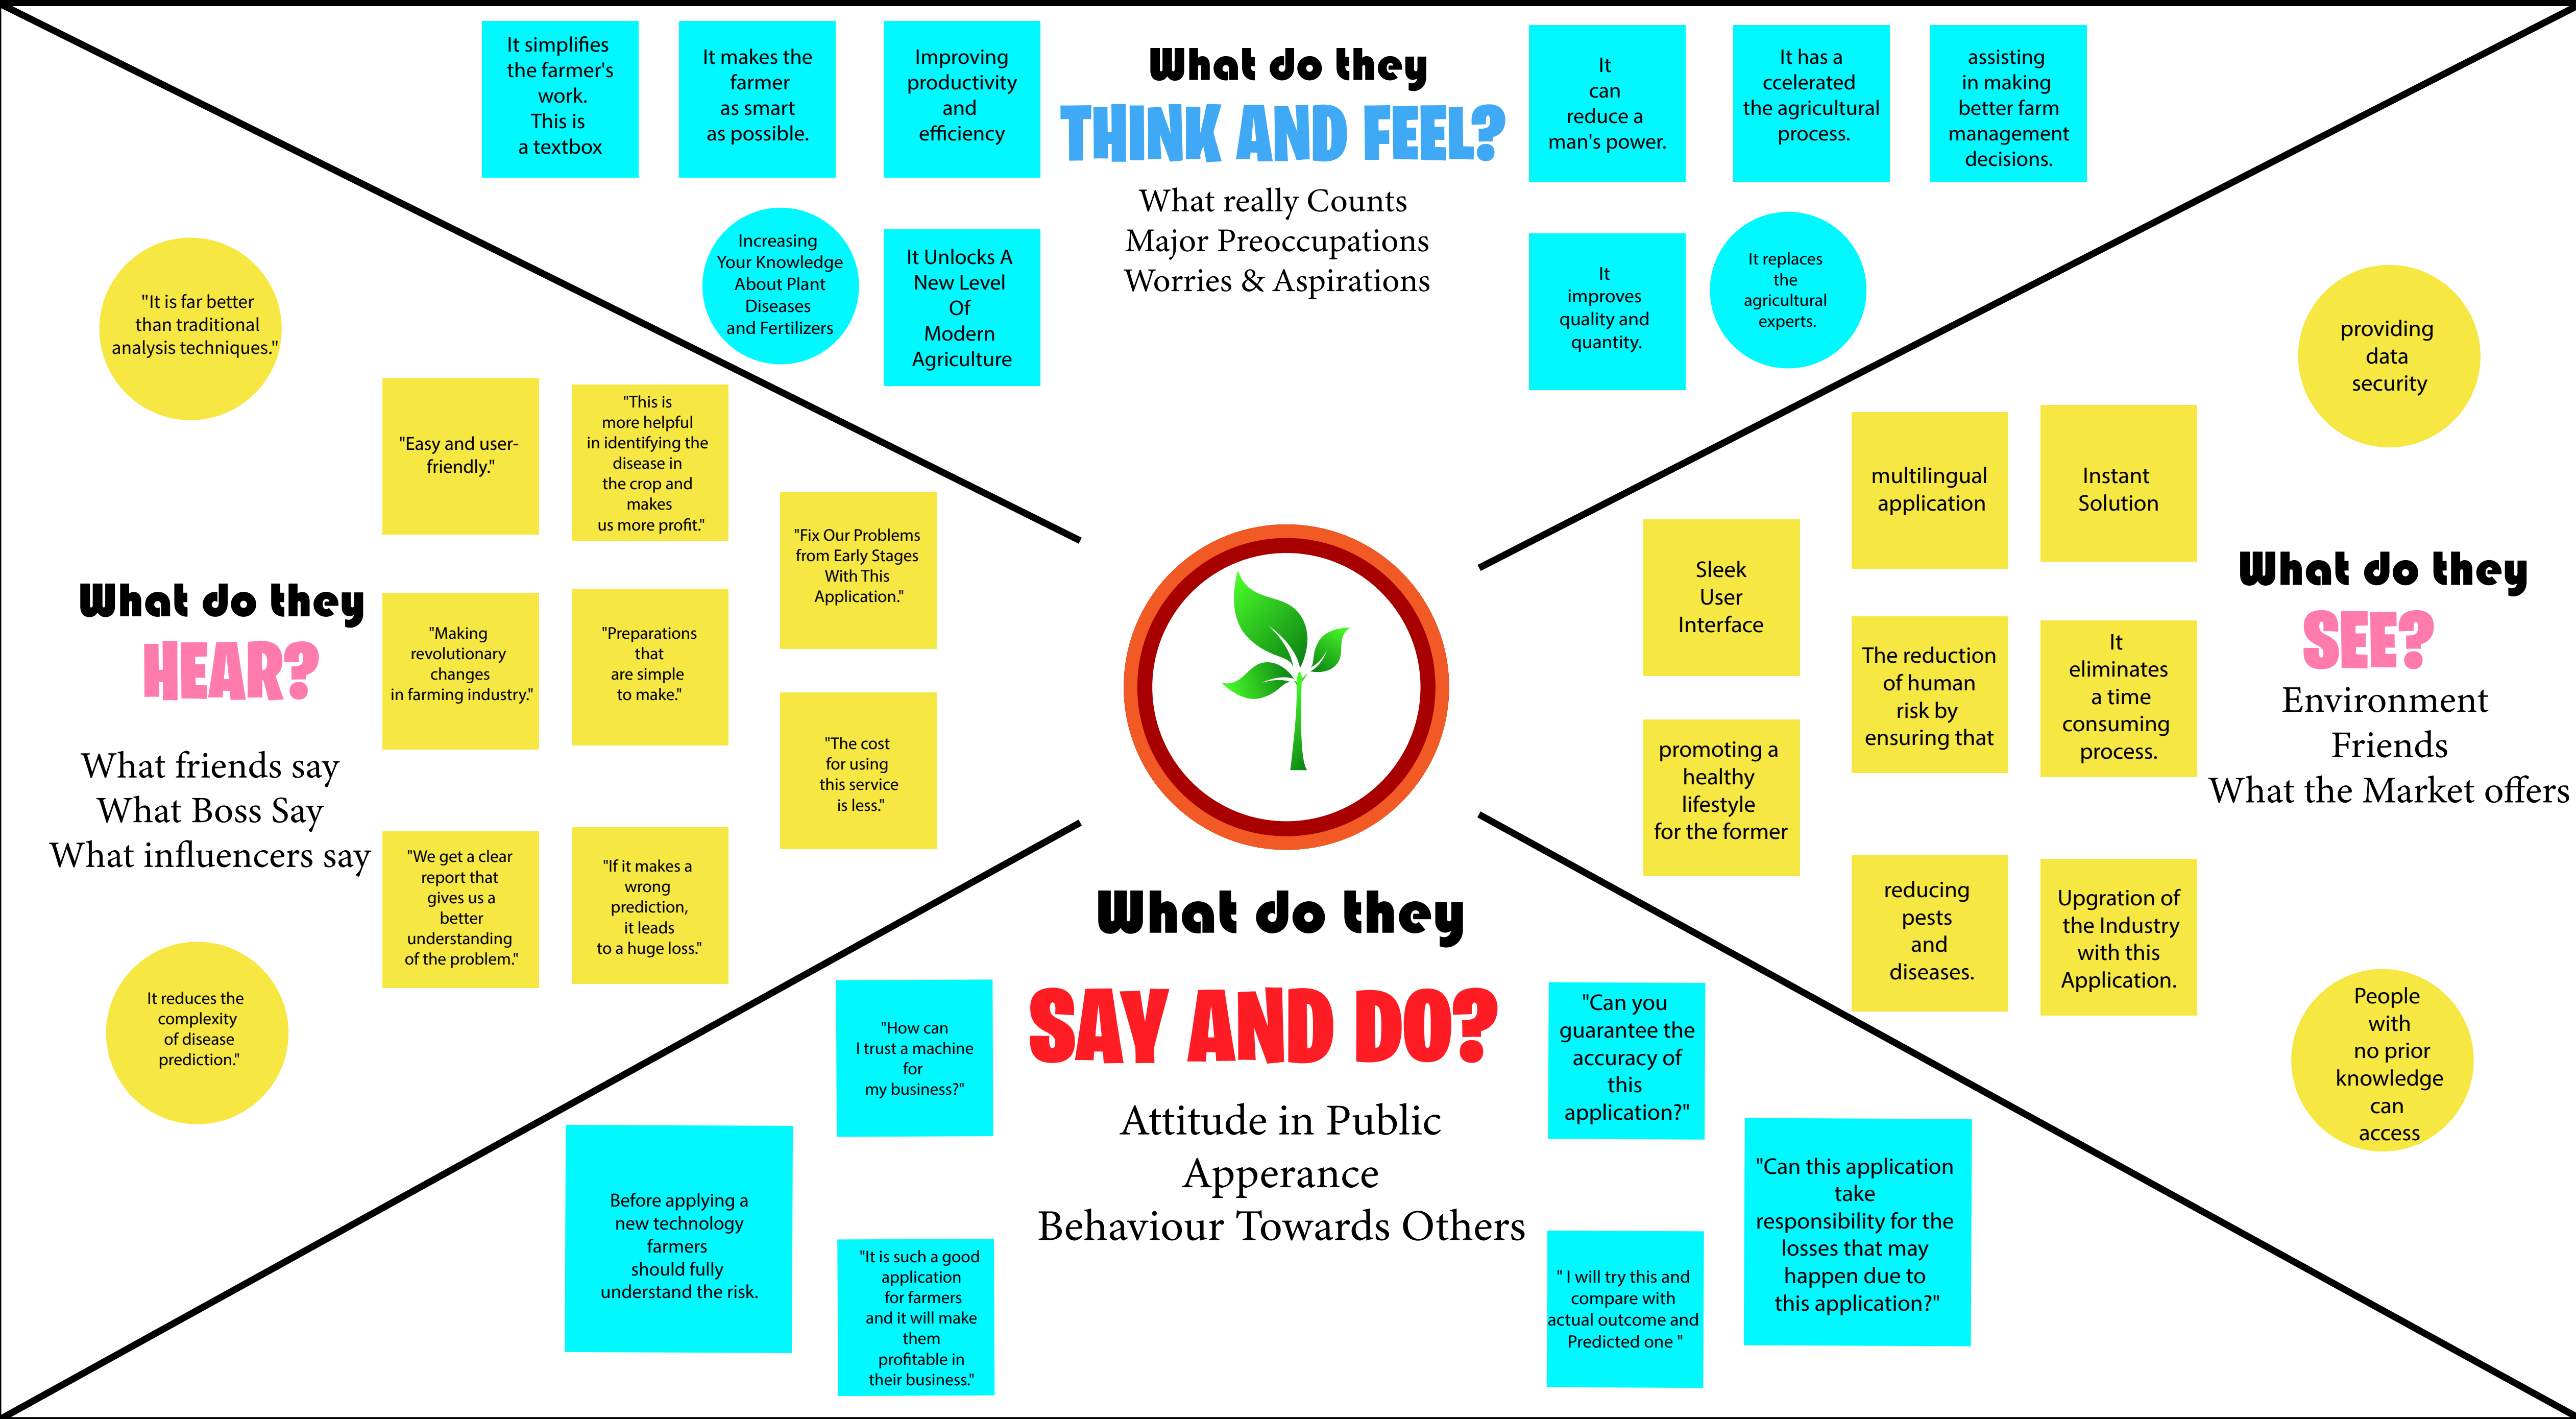 It simplifies
the farmer's
work.
This is
a textbox
It makes the
farmer
as smart
as possible.
Improving
productivity
and
efficiency
What do they
THINK AND FEEL?
What really Counts
Major Preoccupations
Worries & Aspirations
It
can
reduce a
man's power.
It has a
ccelerated
the agricultural
process.
assisting
in making
better farm
management
decisions.
Increasing
Your Knowledge
About Plant
Diseases
and Fertilizers
It Unlocks A
New Level
Of
Modern
Agriculture
It
improves
quality and
quantity.
It replaces
the
agricultural
experts.
"It is far better
than traditional
analysis techniques."
"Easy and user-
friendly."
"This is
more helpful
in identifying the
disease in
the crop and
makes
us more profit."
"Fix Our Problems
from Early Stages
With This
Application."
What do they
HEAR?
What friends say
What Boss Say
What influencers say
"Making
revolutionary
changes
in farming industry."
"Preparations
that
are simple
to make."
"The cost
for using
this service
is less."
"We get a clear
report that
gives us a
better
understanding
of the problem."
"If it makes a
wrong
prediction,
it leads
to a huge loss."
It reduces the
complexity
of disease
prediction."
providing
data
security
multilingual
application
Instant
Solution
Sleek
User
Interface
What do they
SEE?
Environment
Friends
What the Market offers
The reduction
of human
risk by
ensuring that
It
eliminates
a time
consuming
process.
promoting a
healthy
lifestyle
for the former
reducing
pests
and
diseases.
Upgration of
the Industry
with this
Application.
People
with
no prior
knowledge
can
access
What do they
SAY AND DO?
Attitude in Public
Apperance
Behaviour Towards Others
"How can
I trust a machine
for
my business?"
Before applying a
new technology
farmers
should fully
understand the risk.
"It is such a good
application
for farmers
and it will make
them
profitable in
their business."
"Can you
guarantee the
accuracy of
this
application?"
"Can this application
take
responsibility for the
losses that may
happen due to
this application?"
" I will try this and
compare with
actual outcome and
Predicted one "